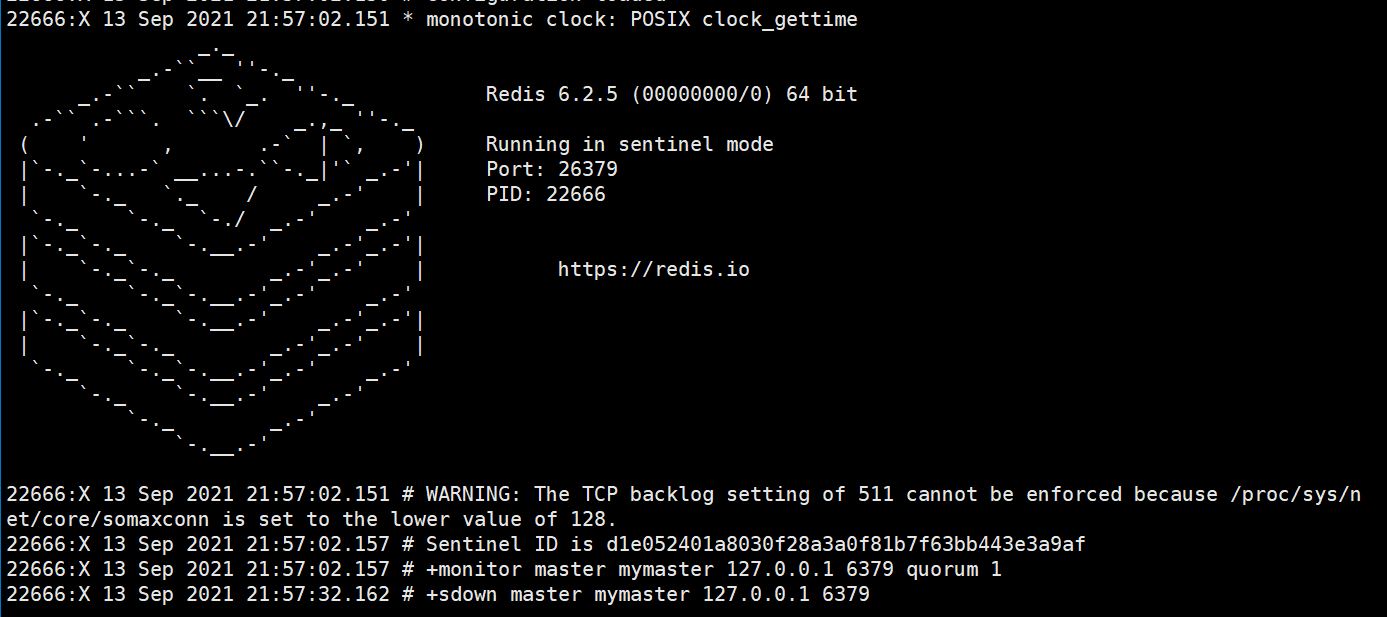 22666:X 13 Sep 2021 21:57:02.151 * monotonic clock: POSIX clock_gettime
Redis 6.2.5 (00000000/0) 64 bit
Running in sentinel mode
Port: 26379
PID: 22666
https://redis.io
22666:X 13 Sep 2021 21:57:02.151 # WARNING: The TCP backlog setting of 511 cannot be enforced because /proc/sys/n
et/core/somaxconn is set to the lower value of 128.
22666:X 13 Sep 2021 21:57:02.157 # Sentinel ID is d1e052401a8030f28a3a0f81b7f63bb443e3a9af
22666:X 13 Sep 2021 21:57:02.157 # +monitor master mymaster 127.0.0.1 6379 quorum 1
22666:X 13 Sep 2021 21:57:32.162 # +sdown master mymaster 127.0.0.1 6379